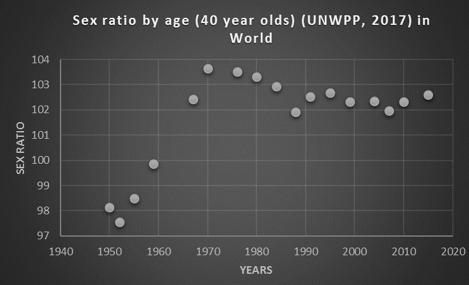 Sex ratio by age (40 year olds) (UNWPP, 2017) in
World
104
103
102
101
100
99
98
97
SEX RATIO
1940 1950 1960 1970 1980 1990 2000 2010 2020
YEARS